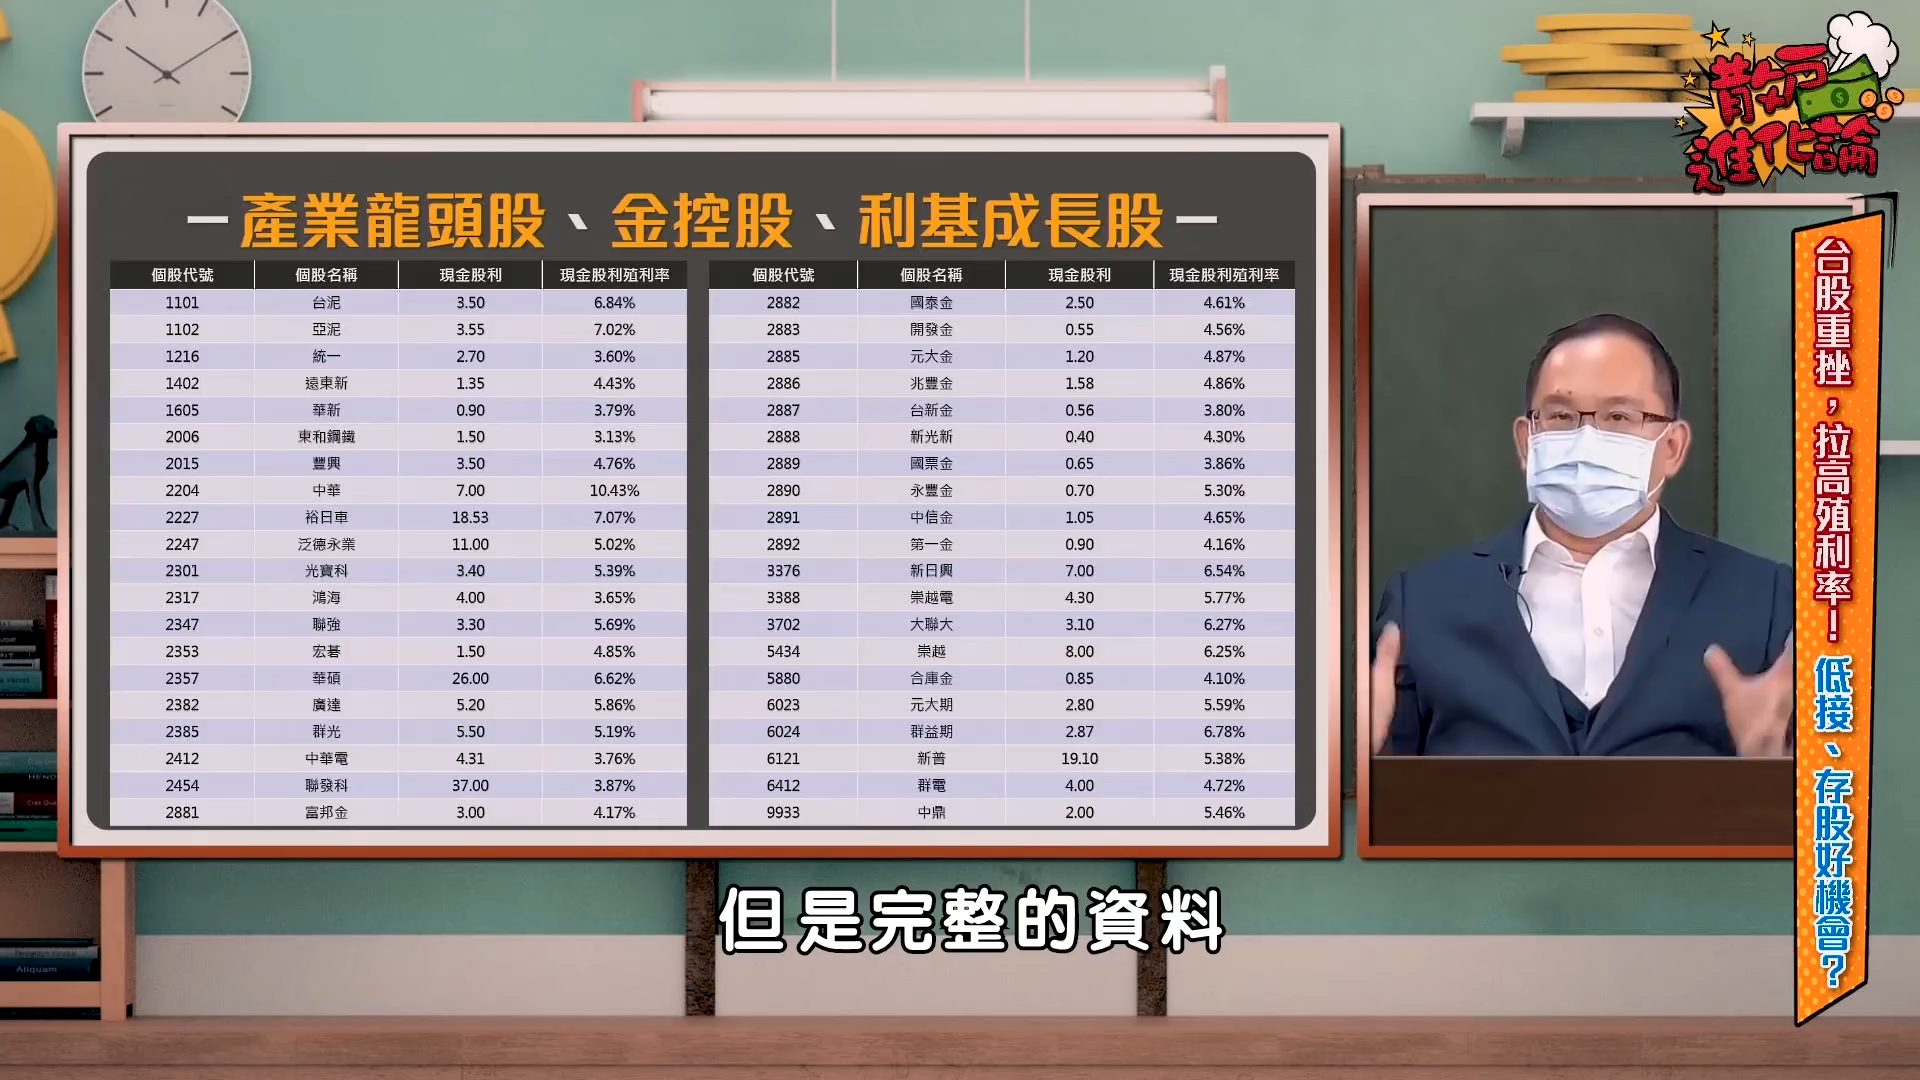 散戶
進化論
－產業龍頭股、金控股、利基成長股－
個股代號 個股名稱 現金股利 現金股利殖利率
1101 台泥 3.50 6.84%
1102 亞泥 3.55 7.02%
1216 統一 2.70 3.60%
1402 遠東新 1.35 4.43%
1605 華新 0.90 3.79%
2006 東和鋼鐵 1.50 3.13%
2015 豐興 3.50 4.76%
2204 中華 7.00 10.43%
2227 裕日車 18.53 7.07%
2247 泛德永業 11.00 5.02%
2301 光寶科 3.40 5.39%
2317 鴻海 4.00 3.65%
2347 聯強 3.30 5.69%
2353 宏碁 1.50 4.85%
2357 華碩 26.00 6.62%
2382 廣達 5.20 5.86%
2385 群光 5.50 5.19%
2412 中華電 4.31 3.76%
2454 聯發科 37.00 3.87%
2881 富邦金 3.00 4.17%
個股代號 個股名稱 現金股利 現金股利殖利率
2882 國泰金 2.50 4.61%
2883 開發金 0.55 4.56%
2885 元大金 1.20 4.87%
2886 兆豐金 1.58 4.86%
2887 台新金 0.56 3.80%
2888 新光新 0.40 4.30%
2889 國票金 0.65 3.86%
2890 永豐金 0.70 5.30%
2891 中信金 1.05 4.65%
2892 第一金 0.90 4.16%
3376 新日興 7.00 6.54%
3388 崇越電 4.30 5.77%
3702 大聯大 3.10 6.27%
5434 崇越 8.00 6.25%
5880 合庫金 0.85 4.10%
6023 元大期 2.80 5.59%
6024 群益期 2.87 6.78%
6121 新普 19.10 5.38%
6412 群電 4.00 4.72%
9933 中鼎 2.00 5.46%
台股重挫，拉高殖利率！低接、存股好機會？
但是完整的資料
Aliquam